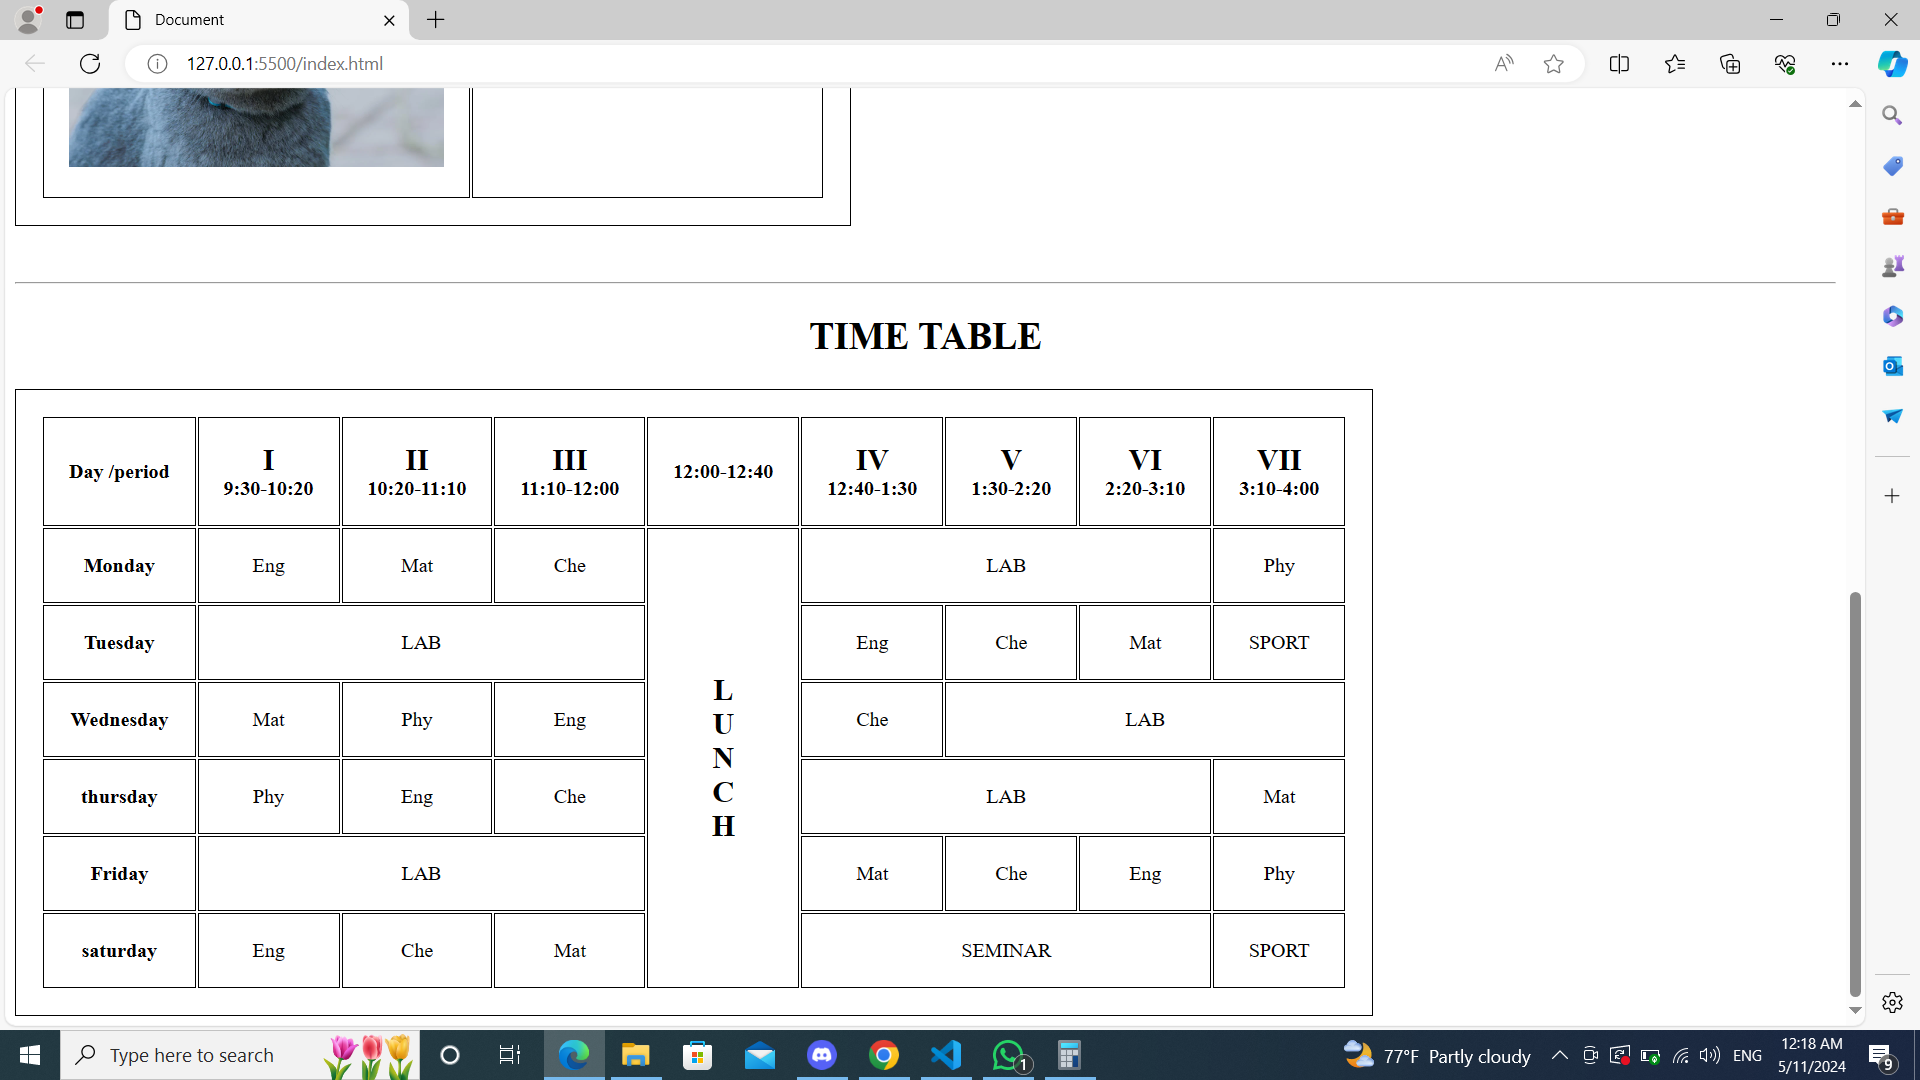 Document
127.0.0.1:5500/index.html
TIME TABLE
Day /period I 9:30-10:20 II 10:20-11:10 III 11:10-12:00 12:00-12:40 IV 12:40-1:30 V 1:30-2:20 VI 2:20-3:10 VII 3:10-4:00
Monday Eng Mat Che LAB Phy
Tuesday LAB Eng Che Mat SPORT
Wednesday Mat Phy Eng Che LAB
thursday Phy Eng Che LAB Mat
Friday LAB Mat Che Eng Phy
saturday Eng Che Mat SEMINAR SPORT
L
U
N
C
H
Type here to search
1
77°F Partly cloudy
ENG
12:18 AM
5/11/2024
9